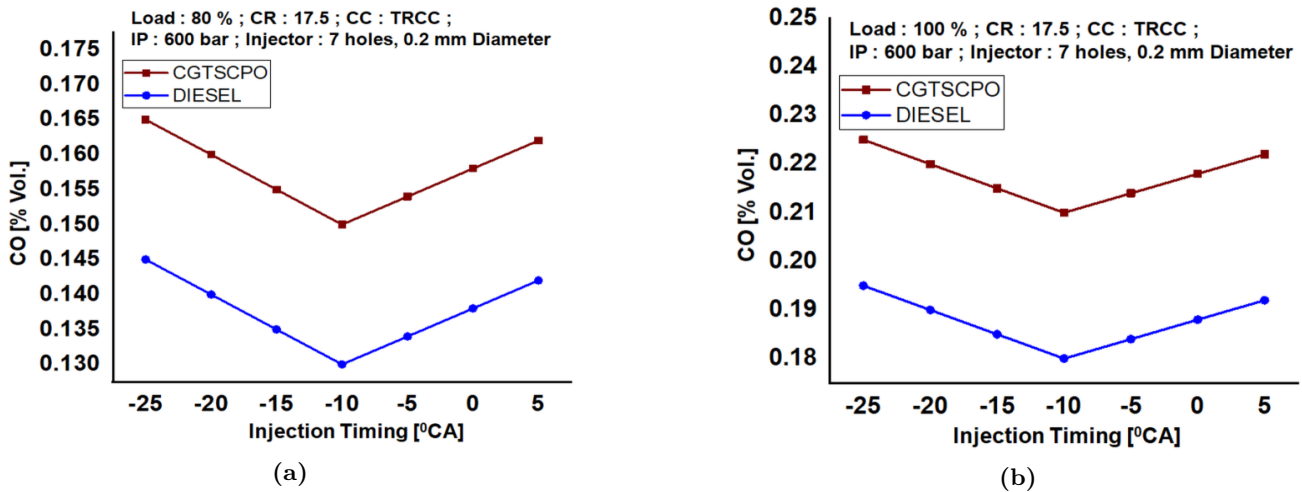 Load : 80 % ; CR : 17.5 ; CC : TRCC ;
IP : 600 bar ; Injector : 7 holes, 0.2 mm Diameter
CGTSCPO
DIESEL
CO [% Vol.]
0.175
0.170
0.165
0.160
0.155
0.150
0.145
0.140
0.135
0.130
-25 -20 -15 -10 -5 0 5
Injection Timing [⁰CA]
(a)
Load : 100 % ; CR : 17.5 ; CC : TRCC ;
IP : 600 bar ; Injector : 7 holes, 0.2 mm Diameter
CGTSCPO
DIESEL
CO [% Vol.]
0.25
0.24
0.23
0.22
0.21
0.20
0.19
0.18
-25 -20 -15 -10 -5 0 5
Injection Timing [⁰CA]
(b)